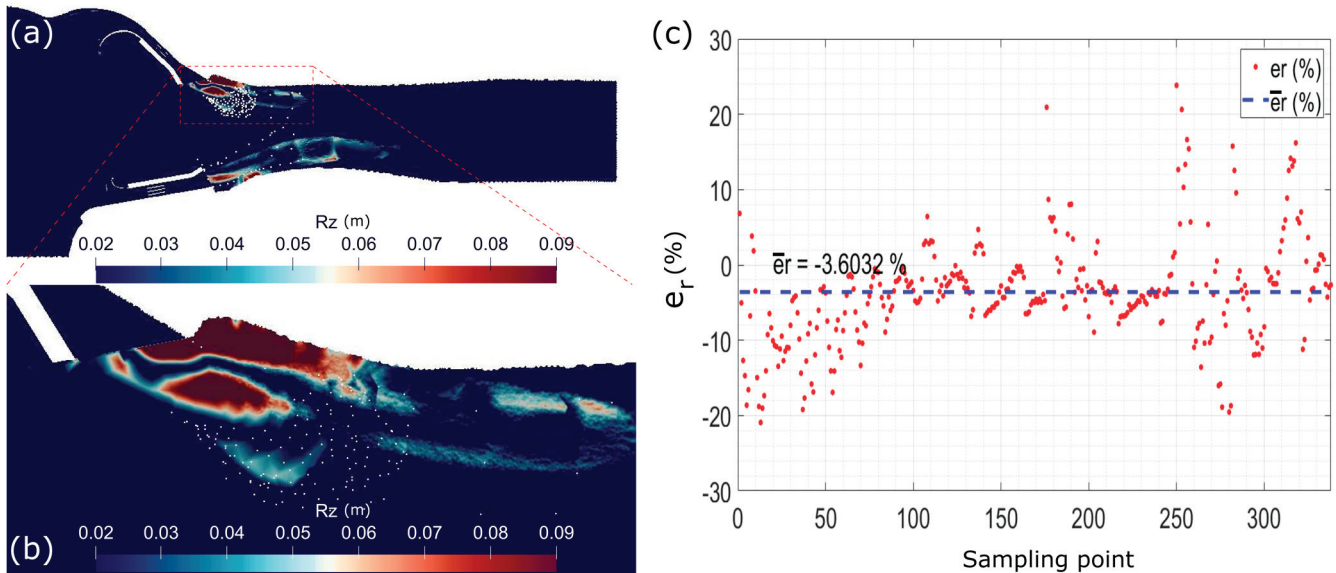 (a)
Rz (m)
0.02 0.03 0.04 0.05 0.06 0.07 0.08 0.09
Rz (m)
0.02 0.03 0.04 0.05 0.06 0.07 0.08 0.09
(b)
(c)
30
20
10
0
-10
-20
-30
e_r (%)
er (%)
e̅r (%)
e̅r = -3.6032 %
0 50 100 150 200 250 300
Sampling point